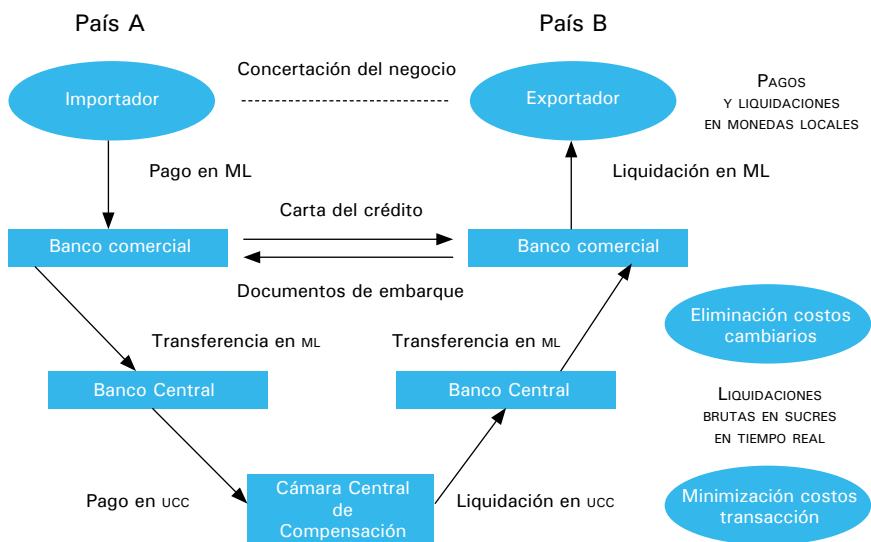 País A
País B
Concertación del negocio
Importador
Exportador
PAGOS
Y LIQUIDACIONES
EN MONEDAS LOCALES
Pago en ML
Liquidación en ML
Carta del crédito
Banco comercial
Banco comercial
Documentos de embarque
Eliminación costos
cambiarios
Transferencia en ML
Transferencia en ML
Banco Central
Banco Central
LIQUIDACIONES
BRUTAS EN SUCRES
EN TIEMPO REAL
Pago en UCC
Cámara Central
de
Compensación
Liquidación en UCC
Minimización costos
transacción